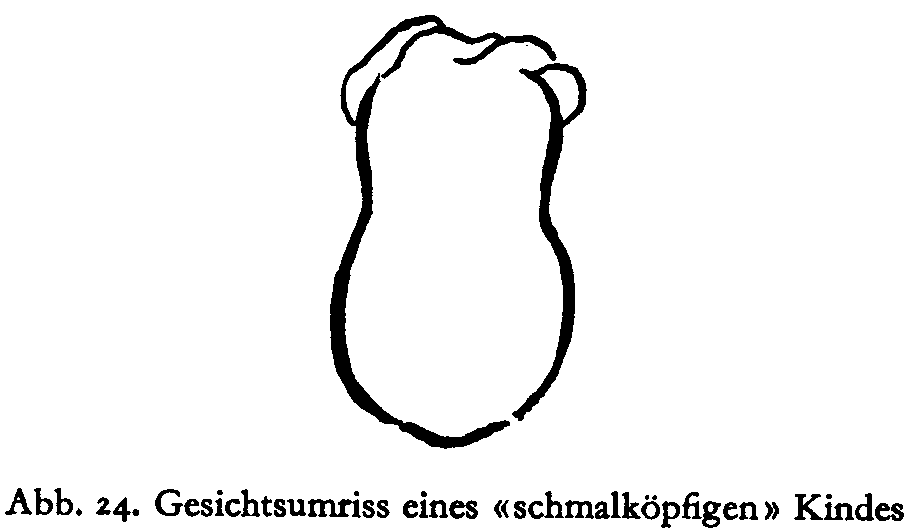 Abb. 24. Gesichtsumriss eines «schmalköpfigen» Kindes